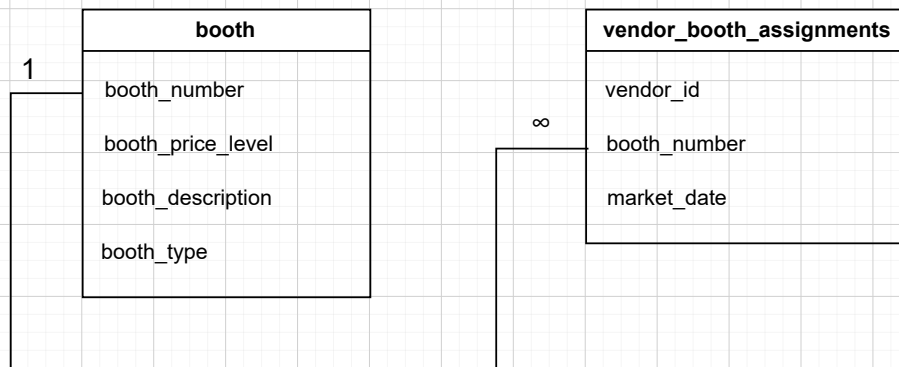 booth
1
booth_number
booth_price_level
booth_description
booth_type
vendor_booth_assignments
vendor_id
∞
booth_number
market_date